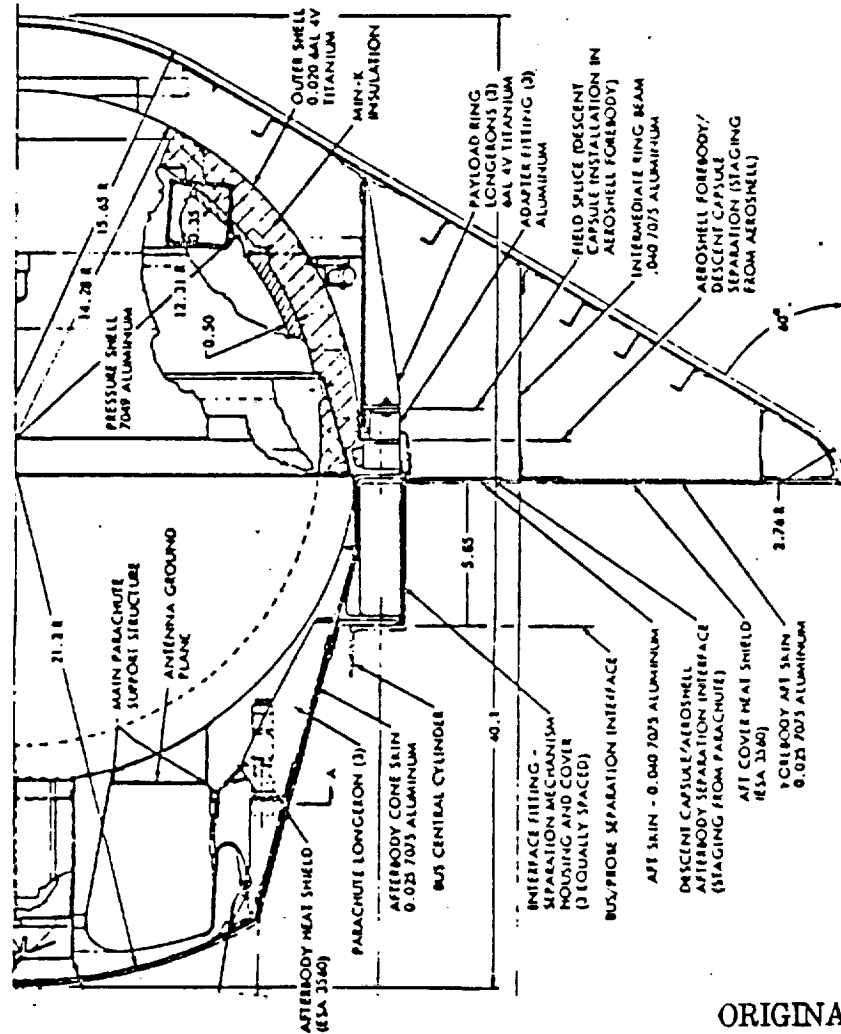 OUTER SHELL
0.020 6AL 4V
TITANIUM
MIN-K
INSULATION
PAYLOAD RING
LONGERONS (3)
6AL 4V TITANIUM
ADAPTER FITTING (3)
ALUMINUM
FIELD SPLICE (DESCENT
CAPSULE INSTALLATION IN
AEROSHELL FOREBODY)
INTERMEDIATE RING BEAM
.040 7075 ALUMINUM
AEROSHELL FOREBODY/
DESCENT CAPSULE
SEPARATION (STAGING
FROM AEROSHELL)
15.65 R
14.28 R
12.31 R
0.35
0.50
PRESSURE SHELL
7049 ALUMINUM
60°
21.2 R
MAIN PARACHUTE
SUPPORT STRUCTURE
ANTENNA GROUND
PLANE
5.85
40.1
2.76 R
A
AFTERBODY HEAT SHIELD
(ESA 3560)
PARACHUTE LONGERON (3)
AFTERBODY CONE SKIN
0.025 7075 ALUMINUM
BUS CENTRAL CYLINDER
INTERFACE FITTING -
SEPARATION MECHANISM
HOUSING AND COVER
(3 EQUALLY SPACED)
BUS/PROBE SEPARATION INTERFACE
AFT SKIN - 0.040 7075 ALUMINUM
DESCENT CAPSULE/AEROSHELL
AFTERBODY SEPARATION INTERFACE
(STAGING FROM PARACHUTE)
AFT COVER HEAT SHIELD
(ESA 3560)
FOREBODY AFT SKIN
0.025 7075 ALUMINUM